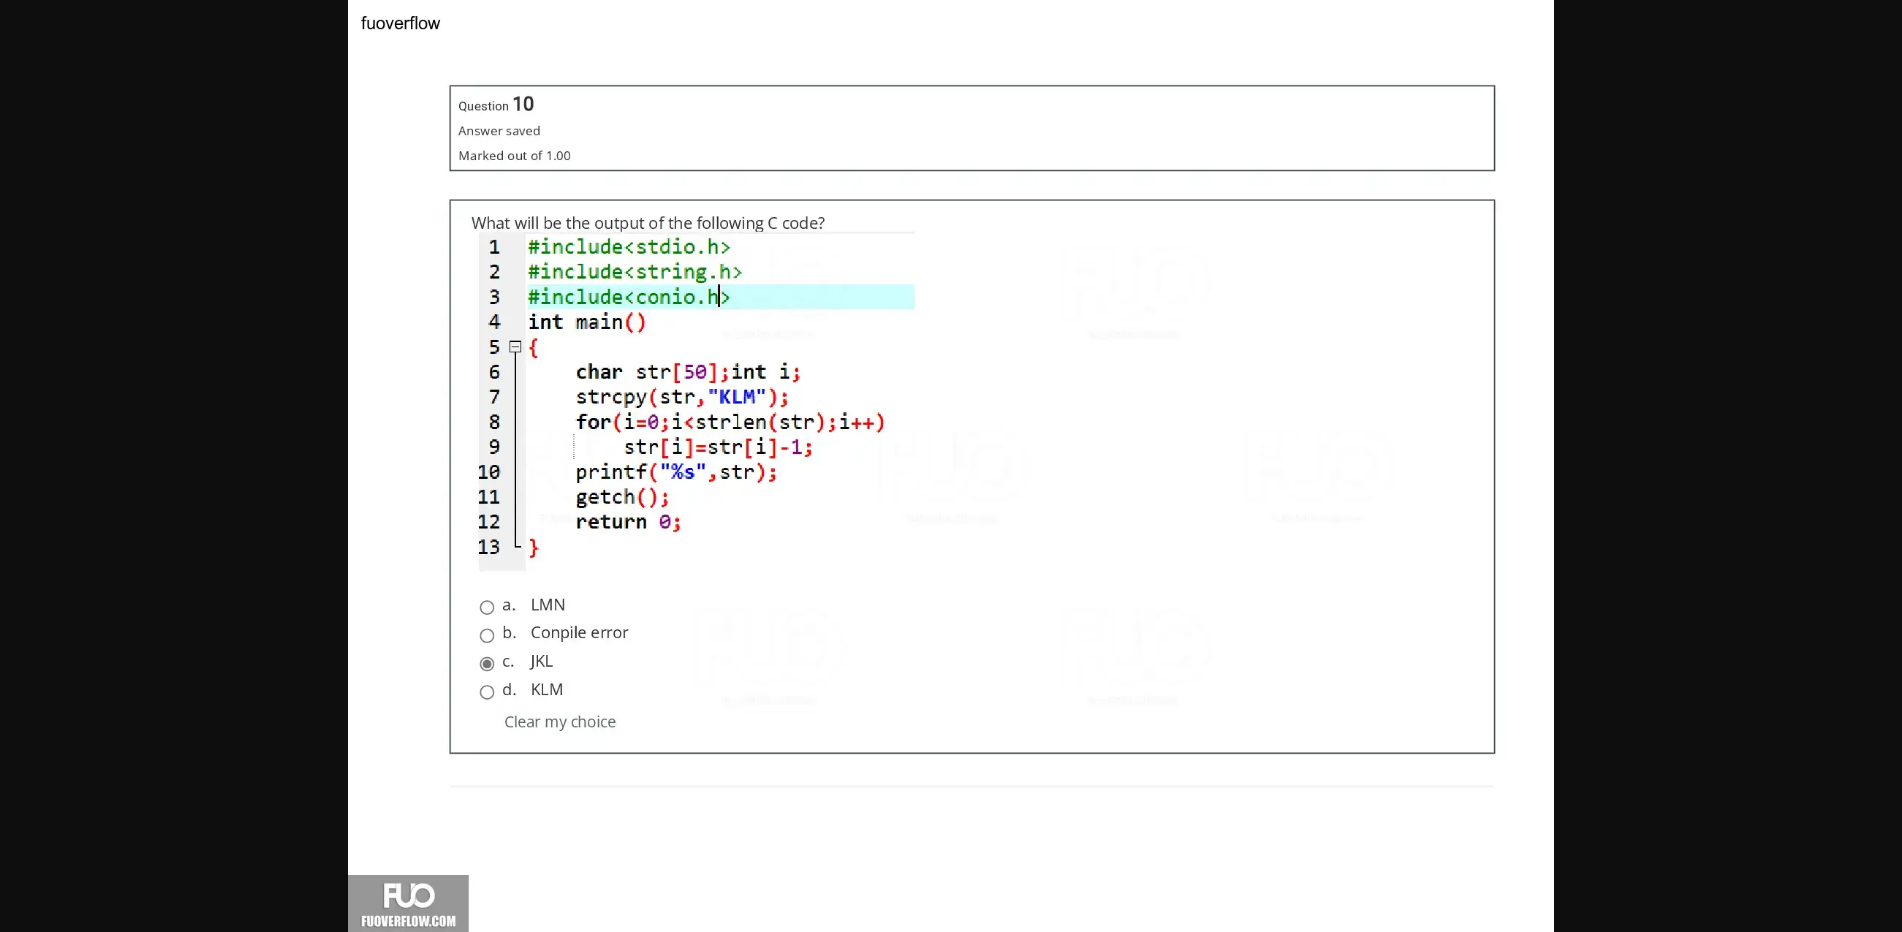 fuoverflow
Question 10
Answer saved
Marked out of 1.00
What will be the output of the following C code?
1 #include<stdio.h>
2 #include<string.h>
3 #include<conio.h>
4 int main()
5 {
6 char str[50];int i;
7 strcpy(str,"KLM");
8 for(i=0;i<strlen(str);i++)
9 str[i]=str[i]-1;
10 printf("%s",str);
11 getch();
12 return 0;
13 }
a. LMN
b. Conpile error
c. JKL
d. KLM
Clear my choice
FUO
FUOVERFLOW.COM